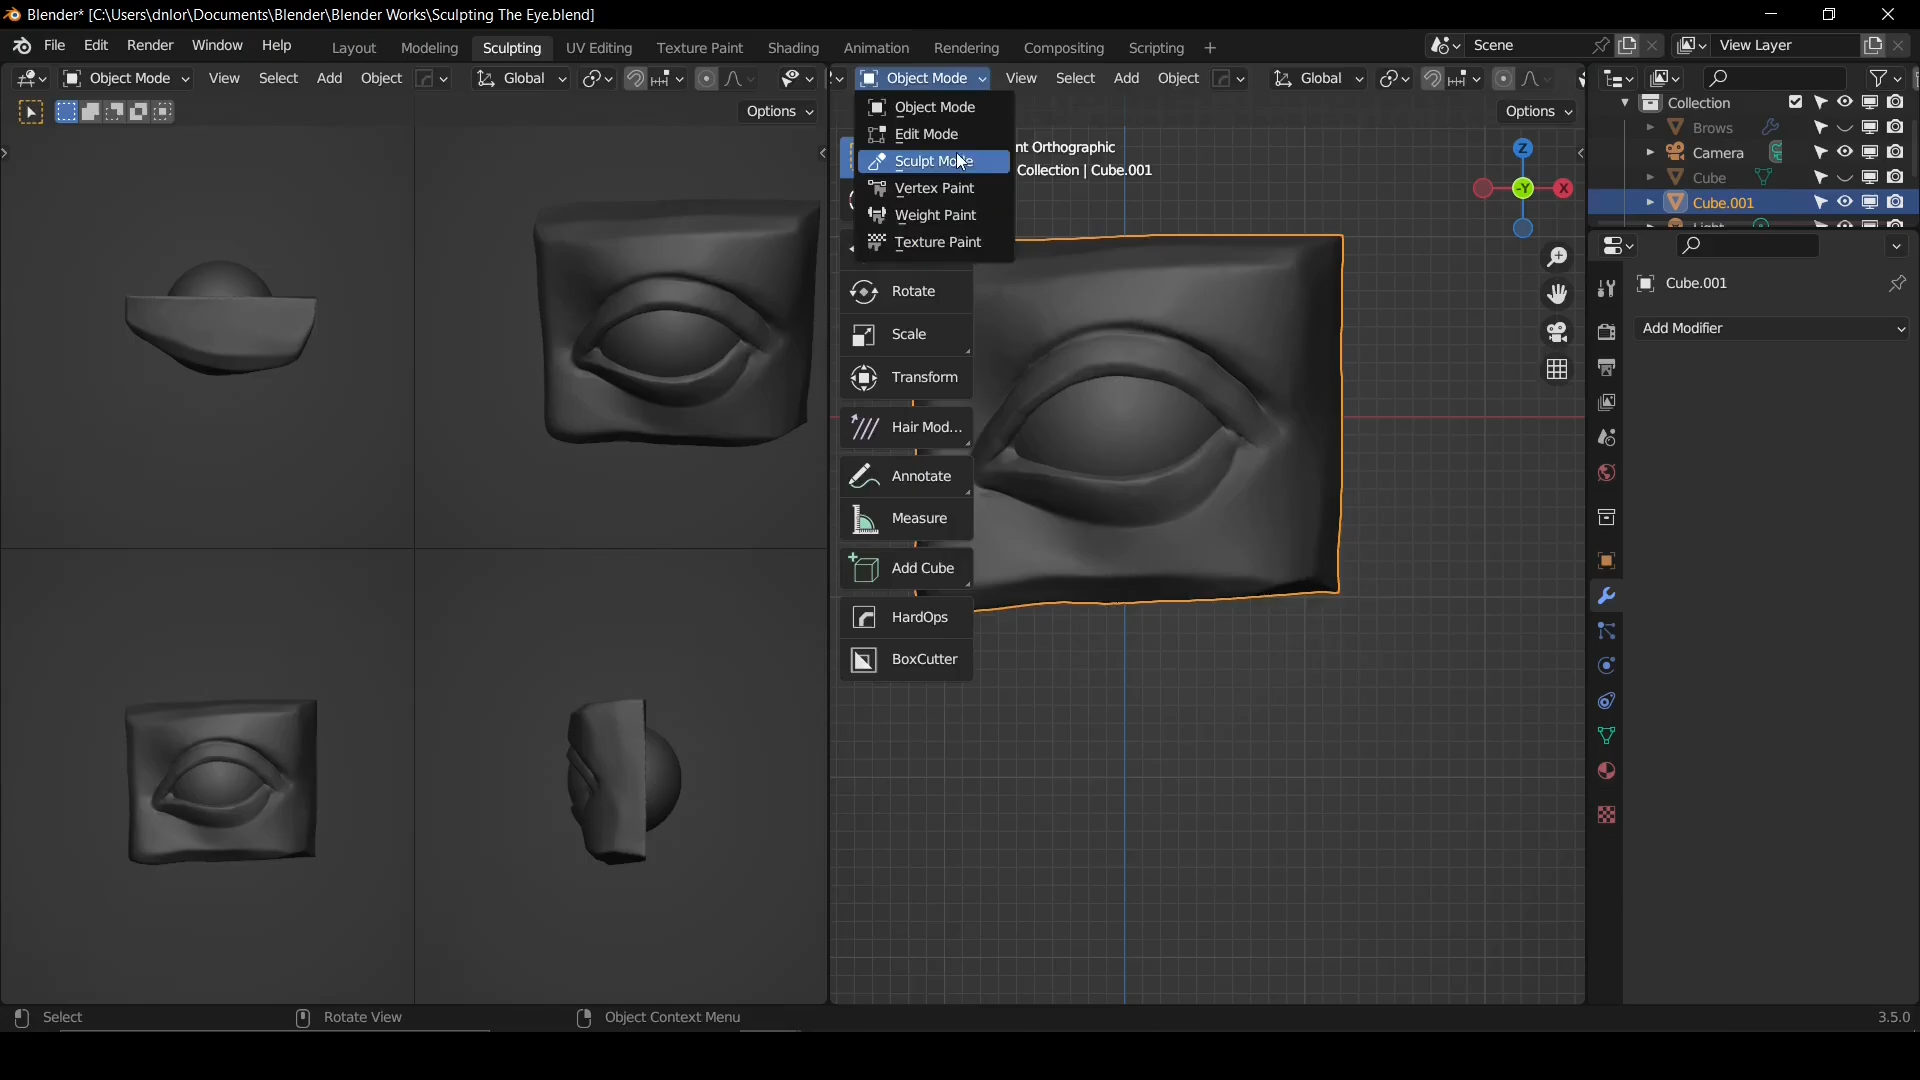 Blender* [C:\Users\dnlor\Documents\Blender\Blender Works\Sculpting The Eye.blend]
File Edit Render Window Help Layout Modeling Sculpting UV Editing Texture Paint Shading Animation Rendering Compositing Scripting + Scene View Layer
Object Mode View Select Add Object Global Object Mode View Select Add Object Global
Options Options
Collection
Brows
Camera
Cube
Cube.001
Light
Object Mode
Edit Mode
Sculpt Mode
Vertex Paint
Weight Paint
Texture Paint
nt Orthographic
Collection | Cube.001
Z
-Y
X
Rotate
Scale
Transform
Hair Mod...
Annotate
Measure
Add Cube
HardOps
BoxCutter
Cube.001
Add Modifier
Select Rotate View Object Context Menu 3.5.0